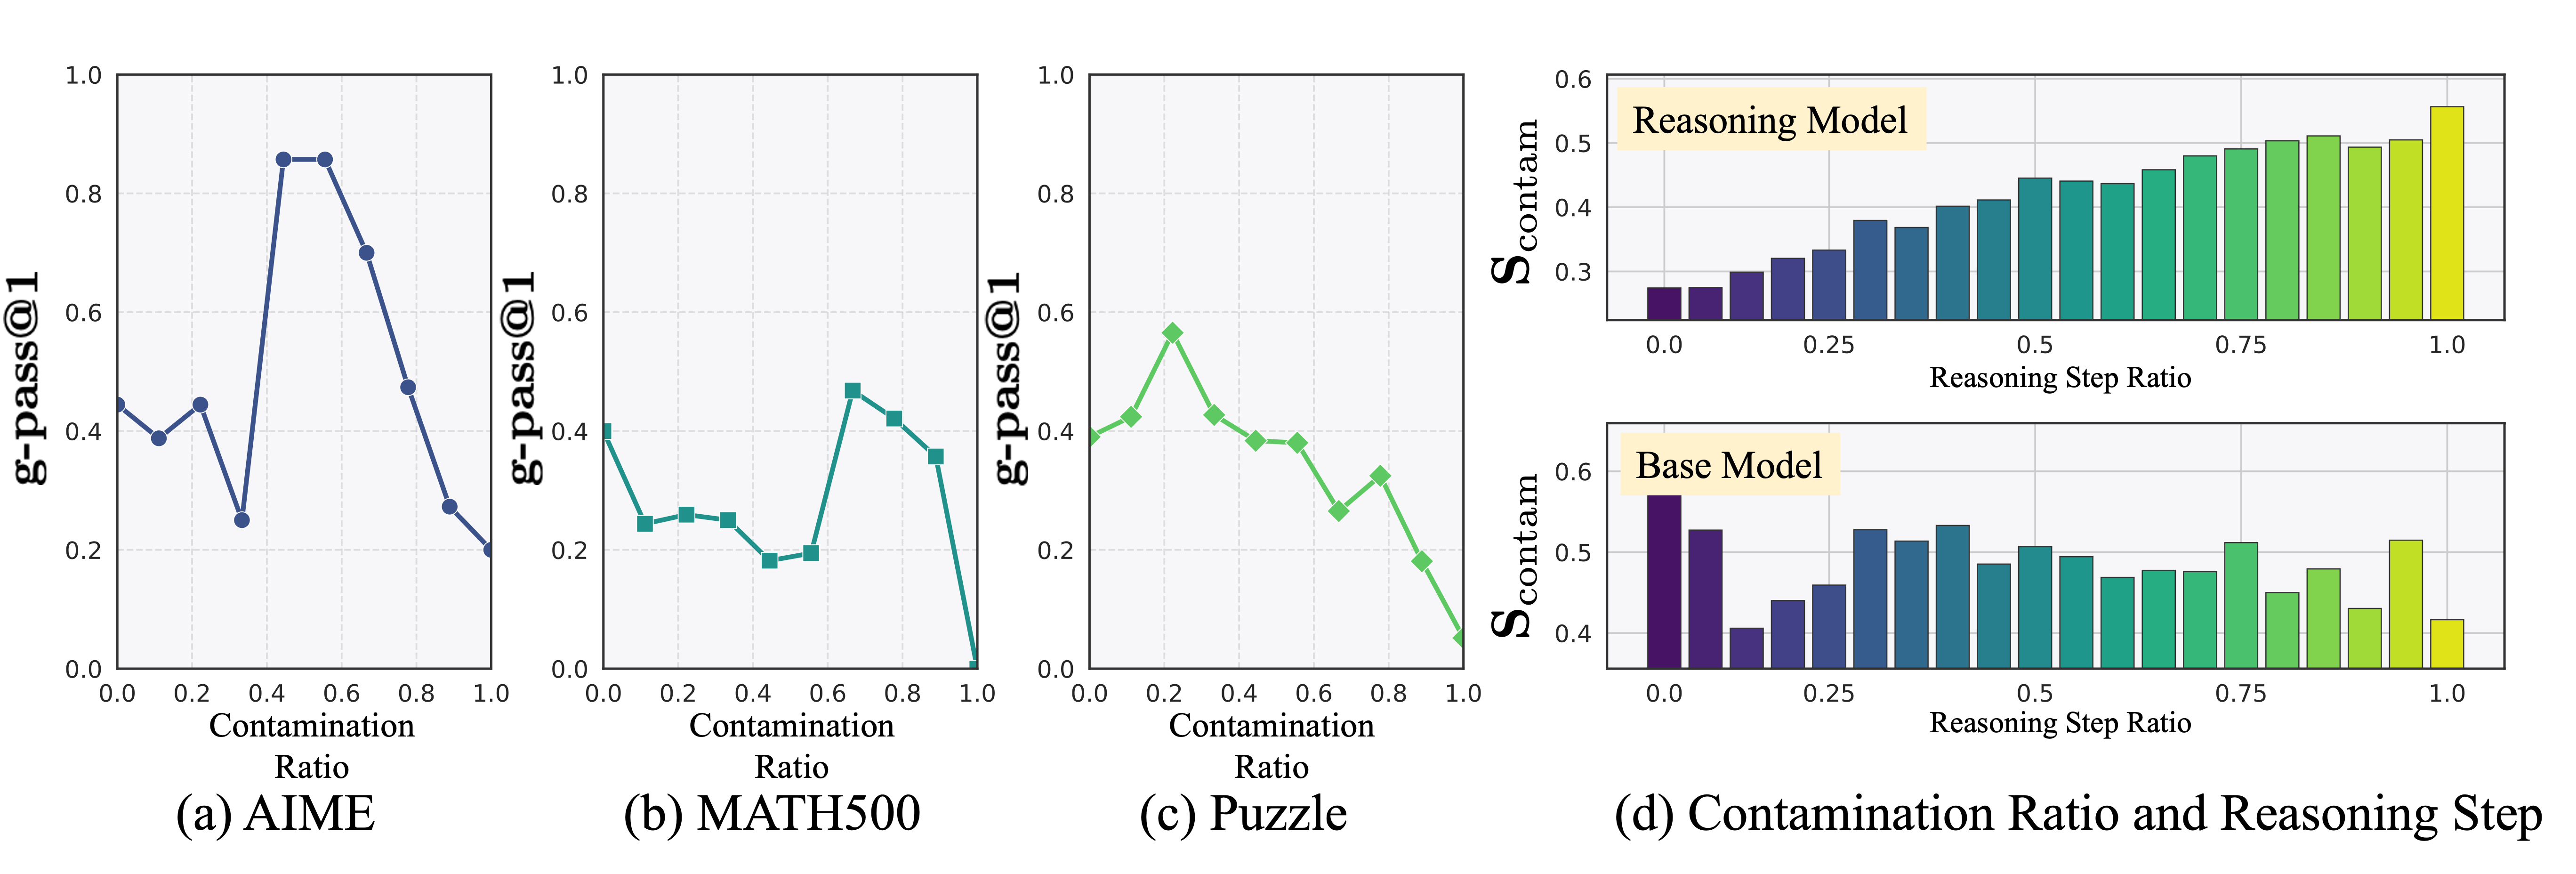 g-pass@1
1.0
0.8
0.6
0.4
0.2
0.0
0.0 0.2 0.4 0.6 0.8 1.0
Contamination
Ratio
(a) AIME
g-pass@1
1.0
0.8
0.6
0.4
0.2
0.0
0.0 0.2 0.4 0.6 0.8 1.0
Contamination
Ratio
(b) MATH500
g-pass@1
1.0
0.8
0.6
0.4
0.2
0.0
0.0 0.2 0.4 0.6 0.8 1.0
Contamination
Ratio
(c) Puzzle
Scontam
0.6
0.5
0.4
0.3
Reasoning Model
0.0 0.25 0.5 0.75 1.0
Reasoning Step Ratio
Scontam
0.6
0.5
0.4
Base Model
0.0 0.25 0.5 0.75 1.0
Reasoning Step Ratio
(d) Contamination Ratio and Reasoning Step